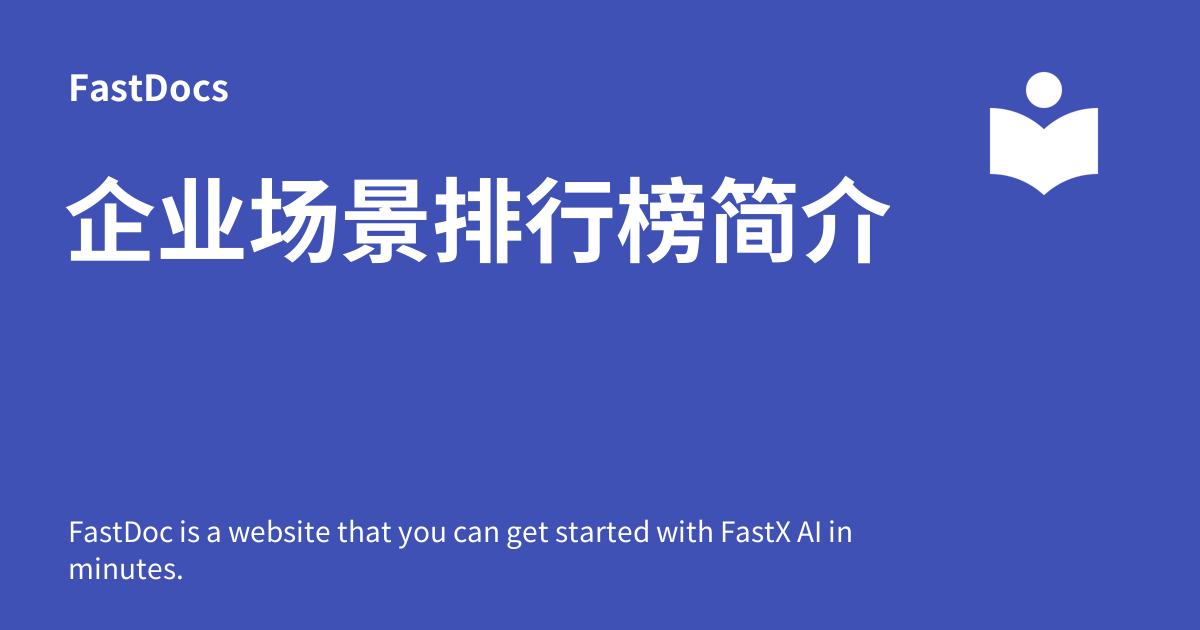 FastDocs
企业场景排行榜简介
FastDoc is a website that you can get started with FastX AI in
minutes.